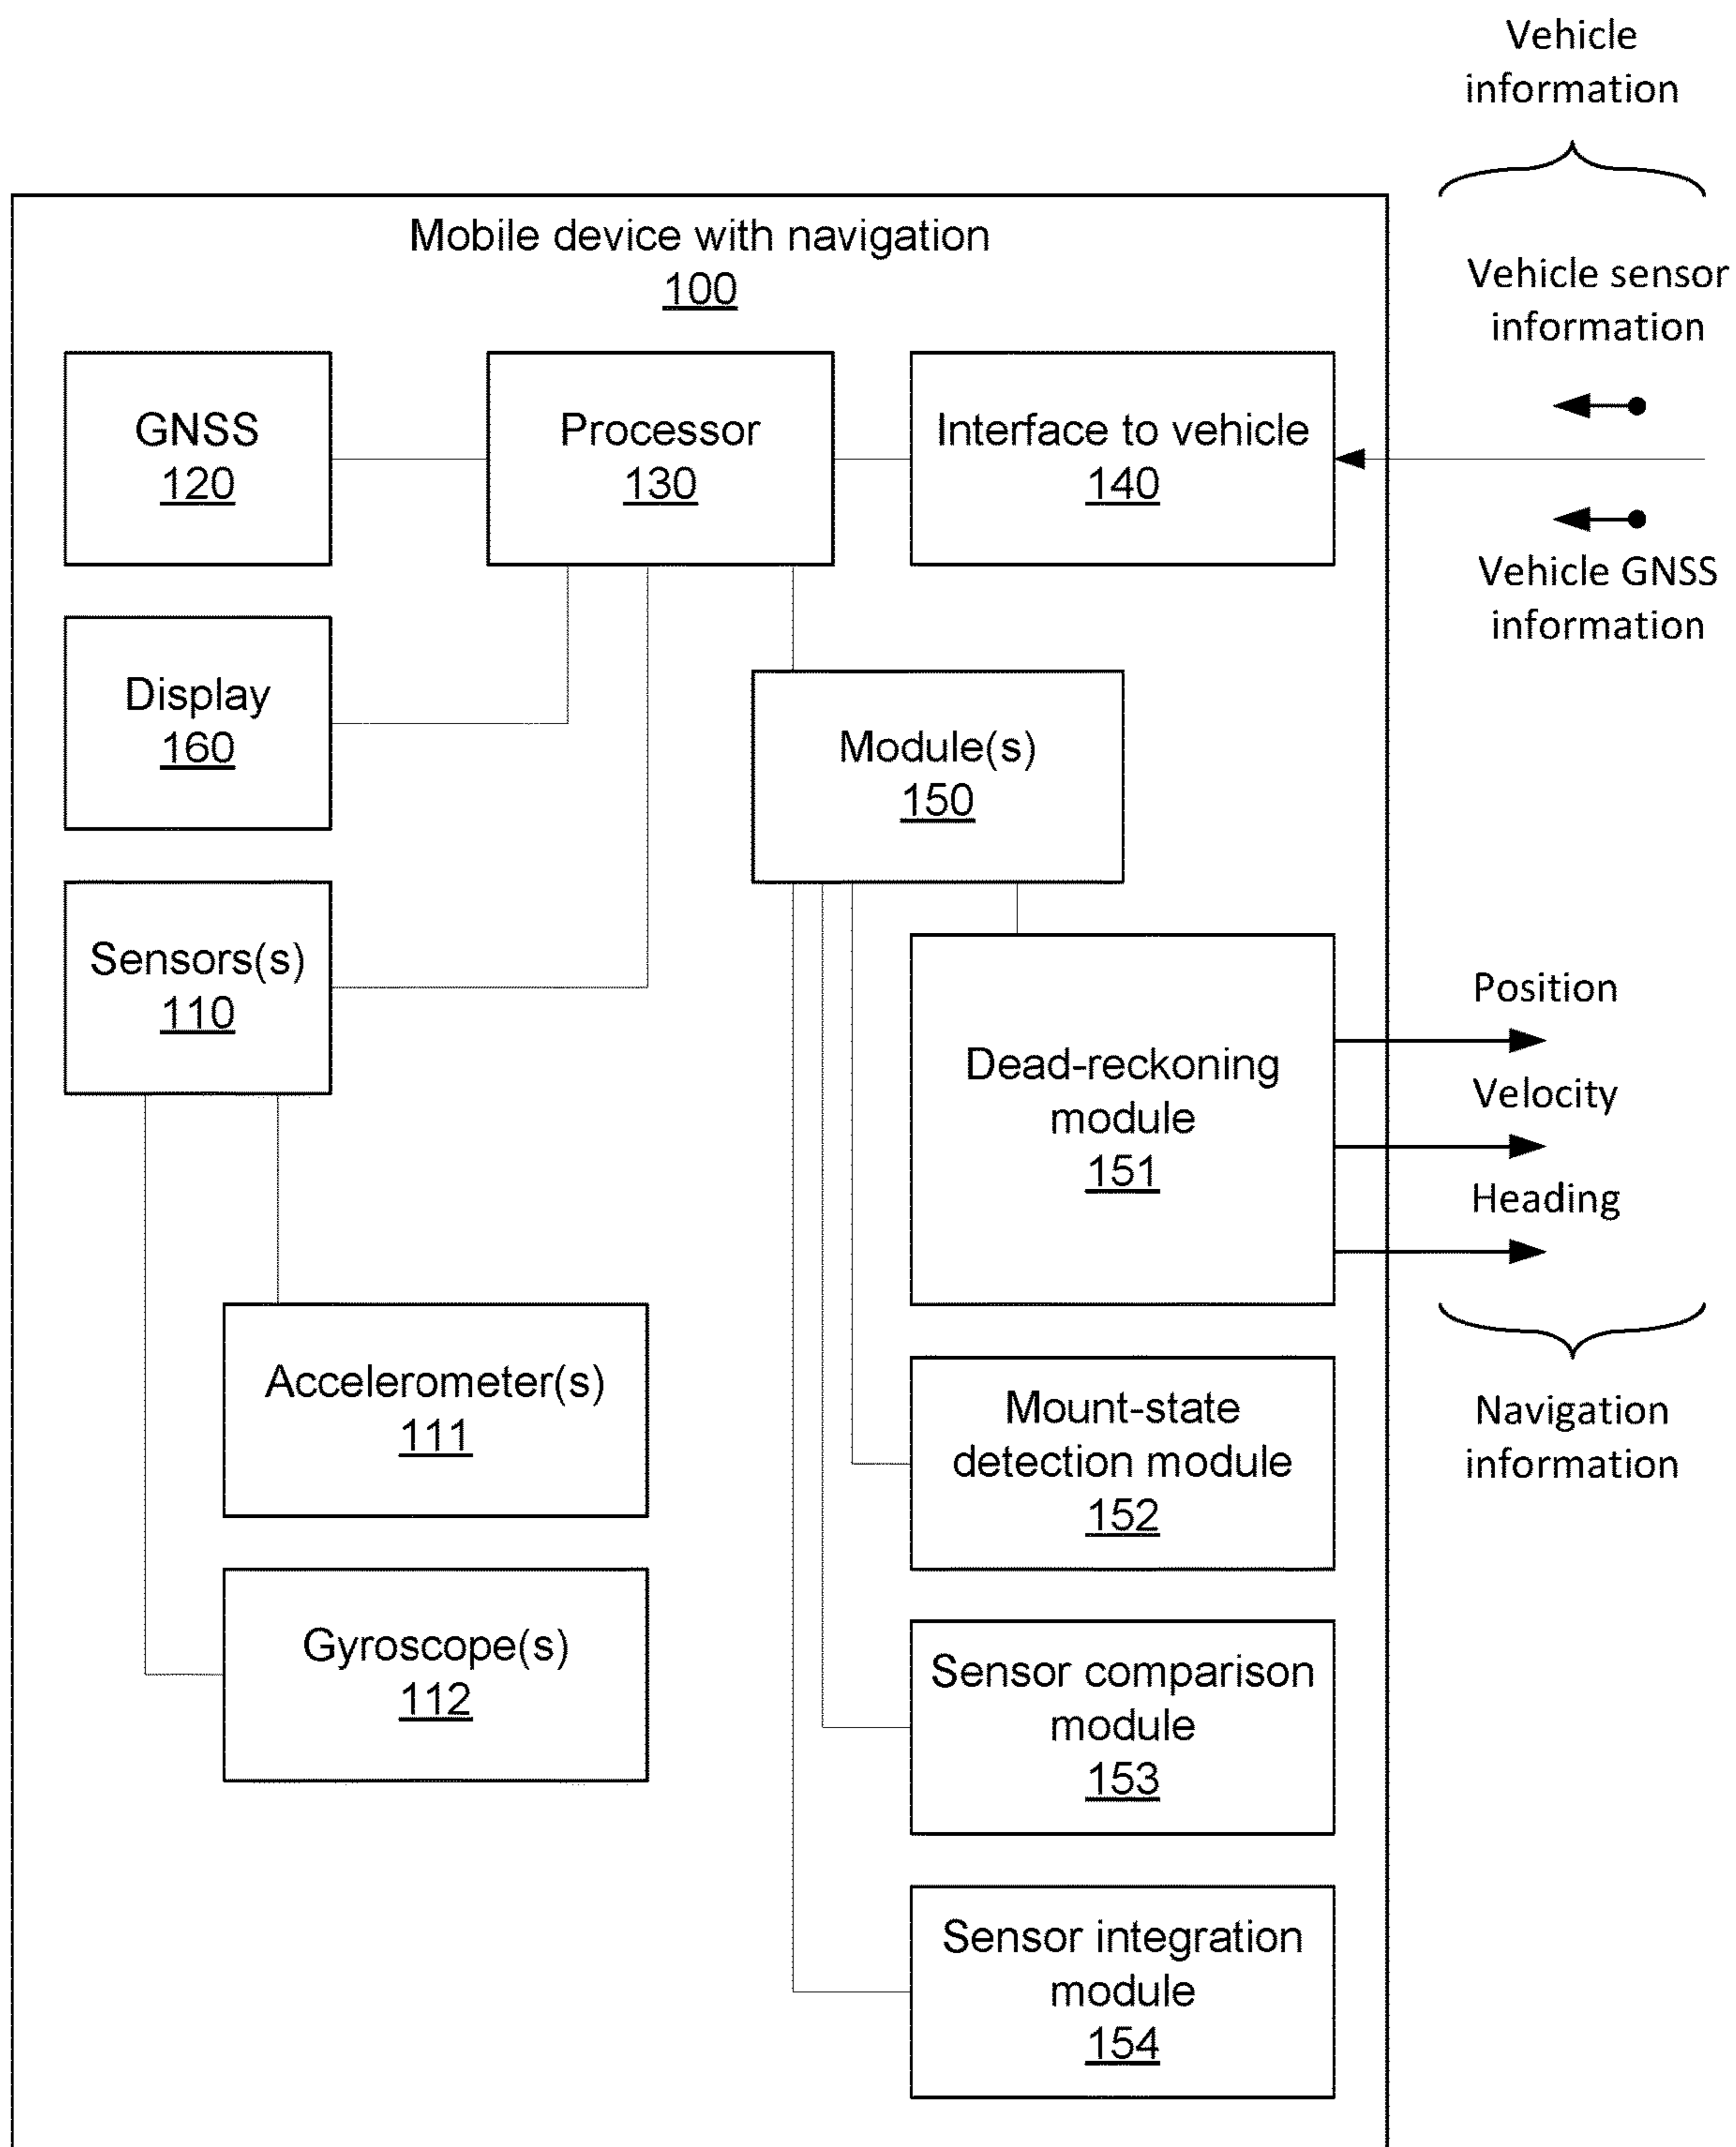 Vehicle
information
Mobile device with navigation
100
Vehicle sensor
information
GNSS
120
Processor
130
Interface to vehicle
140
Vehicle GNSS
information
Display
160
Module(s)
150
Sensors(s)
110
Dead-reckoning
module
151
Position
Velocity
Heading
Navigation
information
Accelerometer(s)
111
Mount-state
detection module
152
Gyroscope(s)
112
Sensor comparison
module
153
Sensor integration
module
154